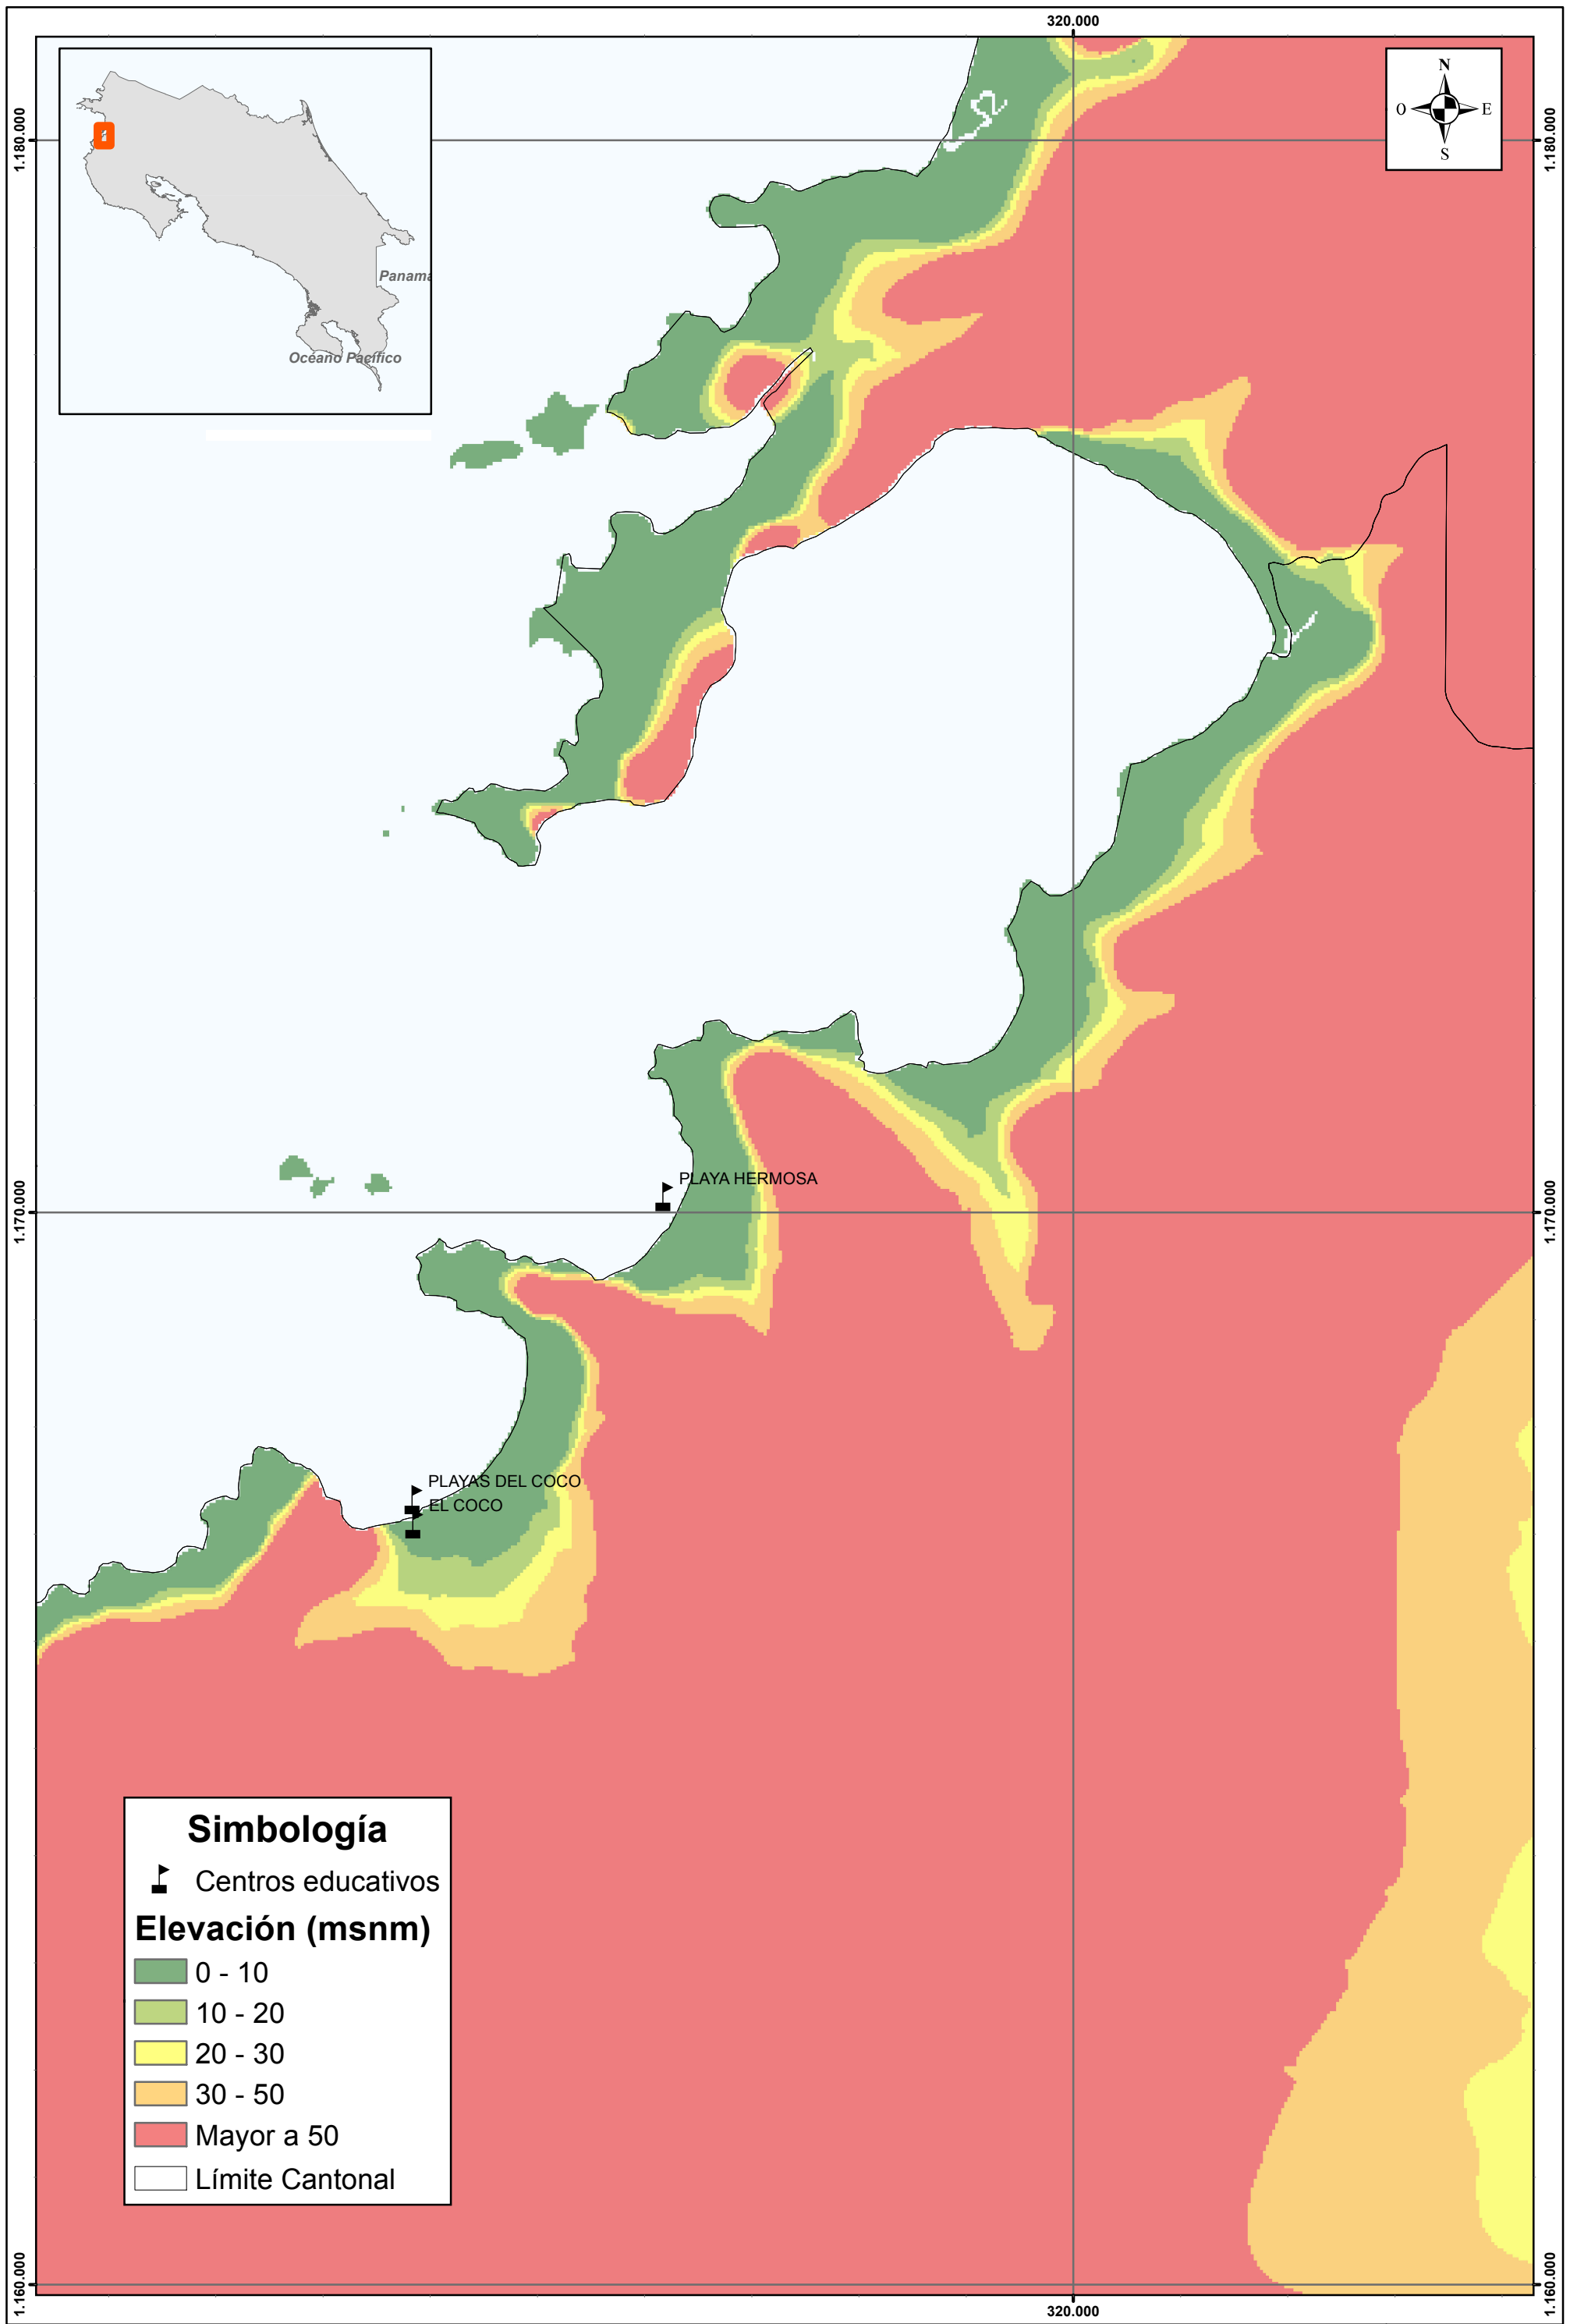 320.000
1.180.000
1.180.000
N
O
E
S
Panama
Océano Pacífico
PLAYA HERMOSA
1.170.000
1.170.000
PLAYAS DEL COCO
EL COCO
Simbología
Centros educativos
Elevación (msnm)
0 - 10
10 - 20
20 - 30
30 - 50
Mayor a 50
Límite Cantonal
1.160.000
1.160.000
320.000